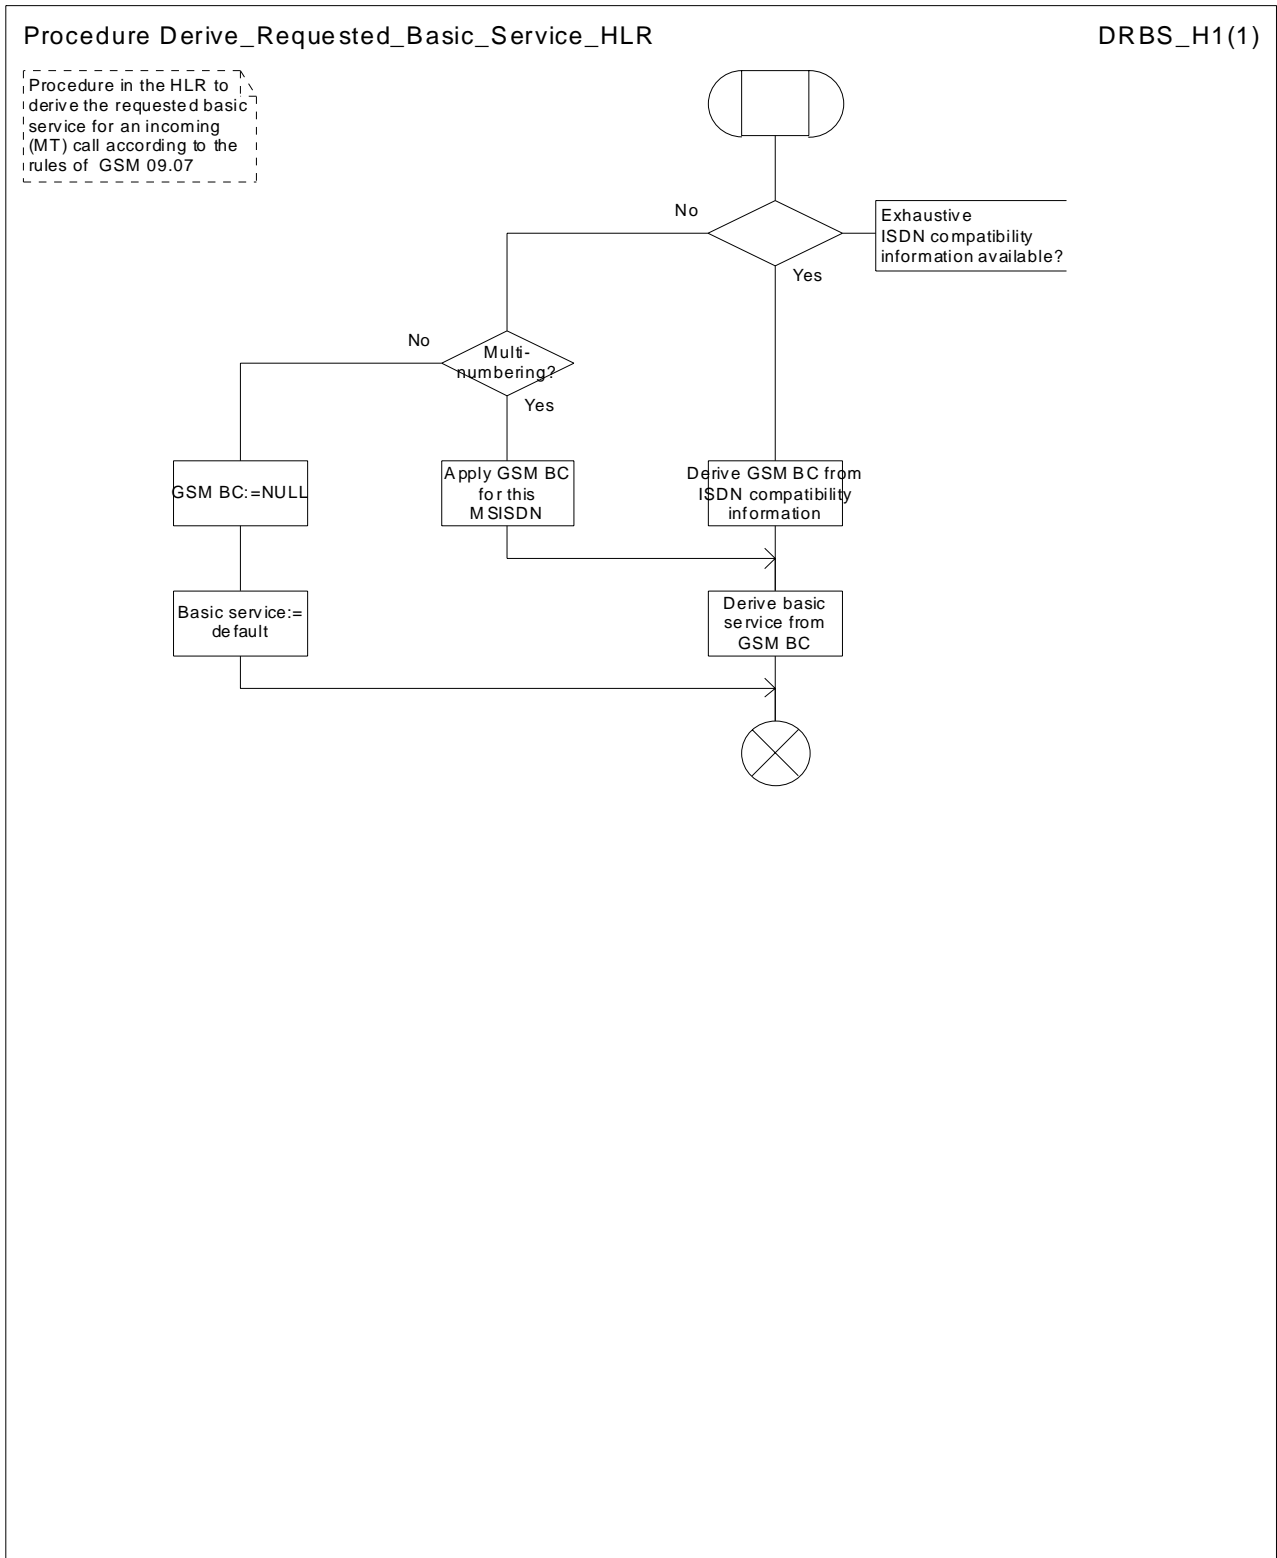 Procedure Derive_Requested_Basic_Service_HLR
DRBS_H1(1)
Procedure in the HLR to
derive the requested basic
service for an incoming
(MT) call according to the
rules of GSM 09.07
No
Exhaustive
ISDN compatibility
information available?
Yes
No
Multi-
numbering?
Yes
GSM BC:=NULL
Apply GSM BC
for this
MSISDN
Derive GSM BC from
ISDN compatibility
information
Basic service:=
default
Derive basic
service from
GSM BC